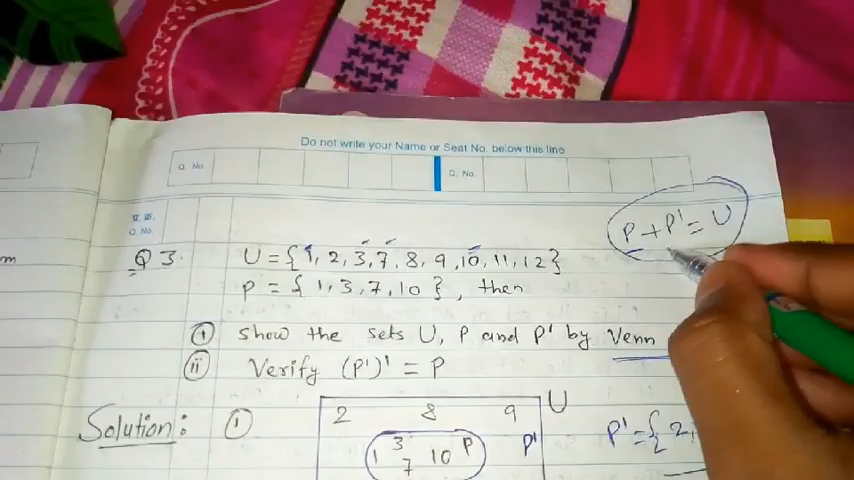 Do not write your Name or Seat No. below this line
Q. No.
Q. No.
प्र. क्र.
Q. No.
P + P' = U
Q 3. U = { 1, 2, 3, 7, 8, 9, 10, 11, 12 }
P = { 1, 3, 7, 10 }, then
i show the sets U, P and P' by Venn
ii Verify (P')' = P
Solution: 1
2 8 9 U
1 3 7 10 P P'
P' = { 2,
m